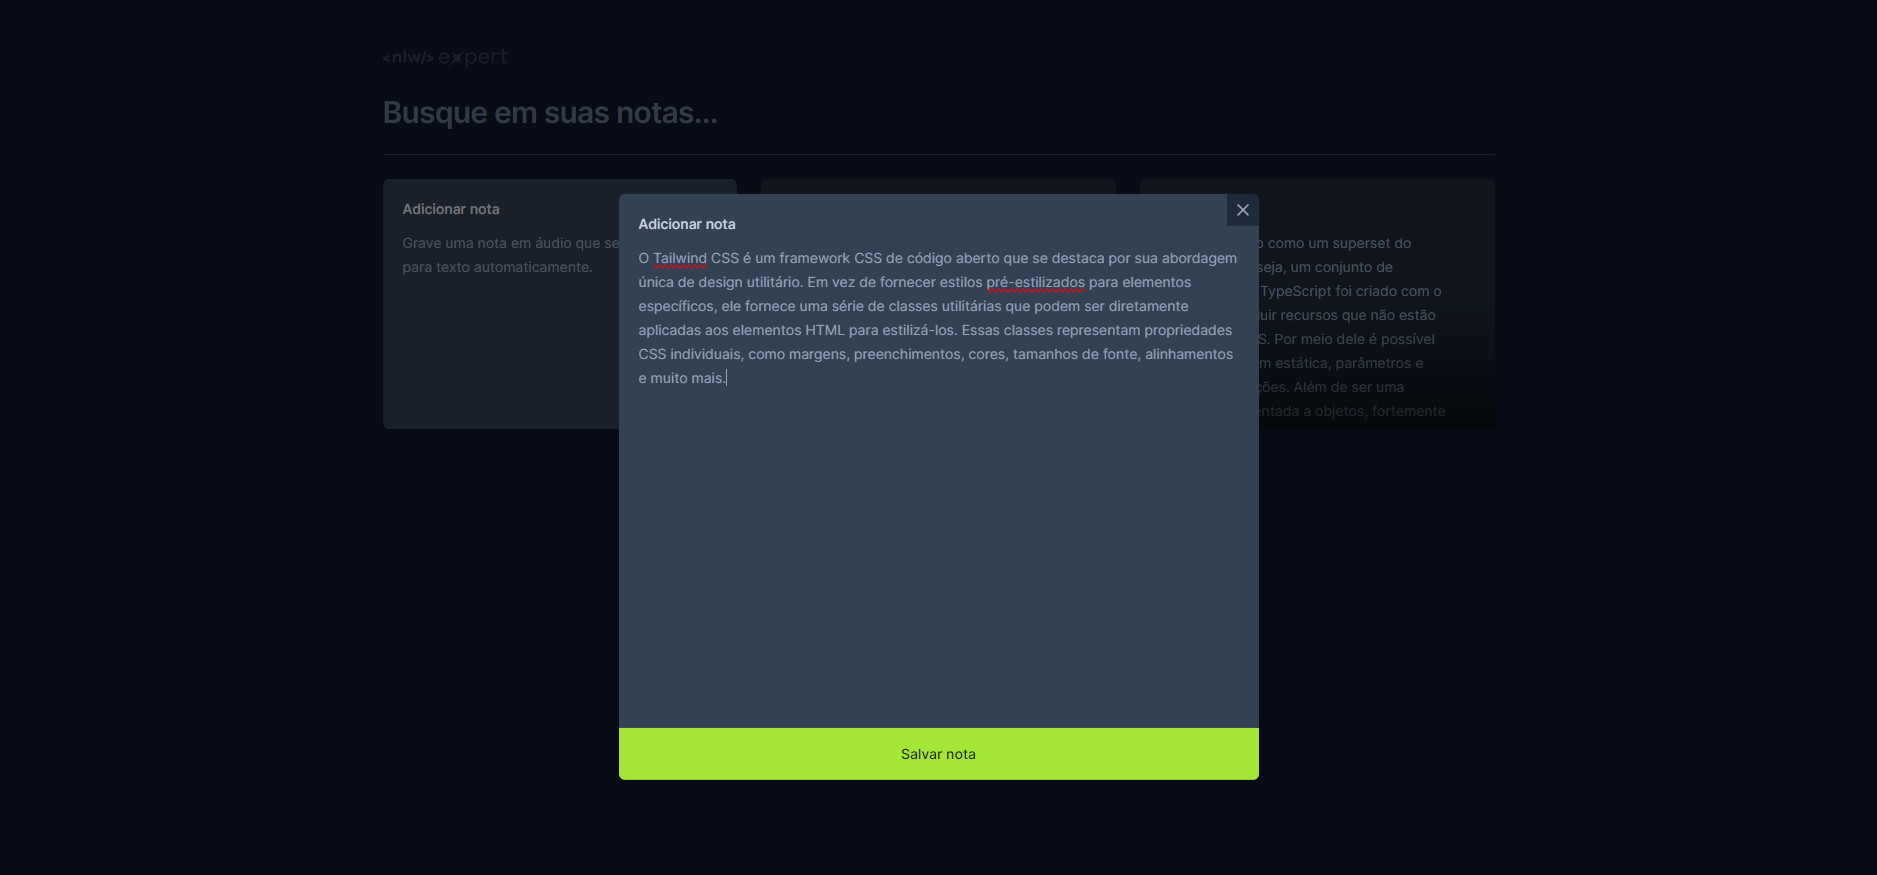 <nlw/> expert
Busque em suas notas...
Adicionar nota
Grave uma nota em áudio que se
para texto automaticamente.
Adicionar nota
O Tailwind CSS é um framework CSS de código aberto que se destaca por sua abordagem
única de design utilitário. Em vez de fornecer estilos pré-estilizados para elementos
específicos, ele fornece uma série de classes utilitárias que podem ser diretamente
aplicadas aos elementos HTML para estilizá-los. Essas classes representam propriedades
CSS individuais, como margens, preenchimentos, cores, tamanhos de fonte, alinhamentos
e muito mais.
Salvar nota
como um superset do
seja, um conjunto de
TypeScript foi criado com o
uir recursos que não estão
S. Por meio dele é possível
m estática, parâmetros e
ções. Além de ser uma
entada a objetos, fortemente